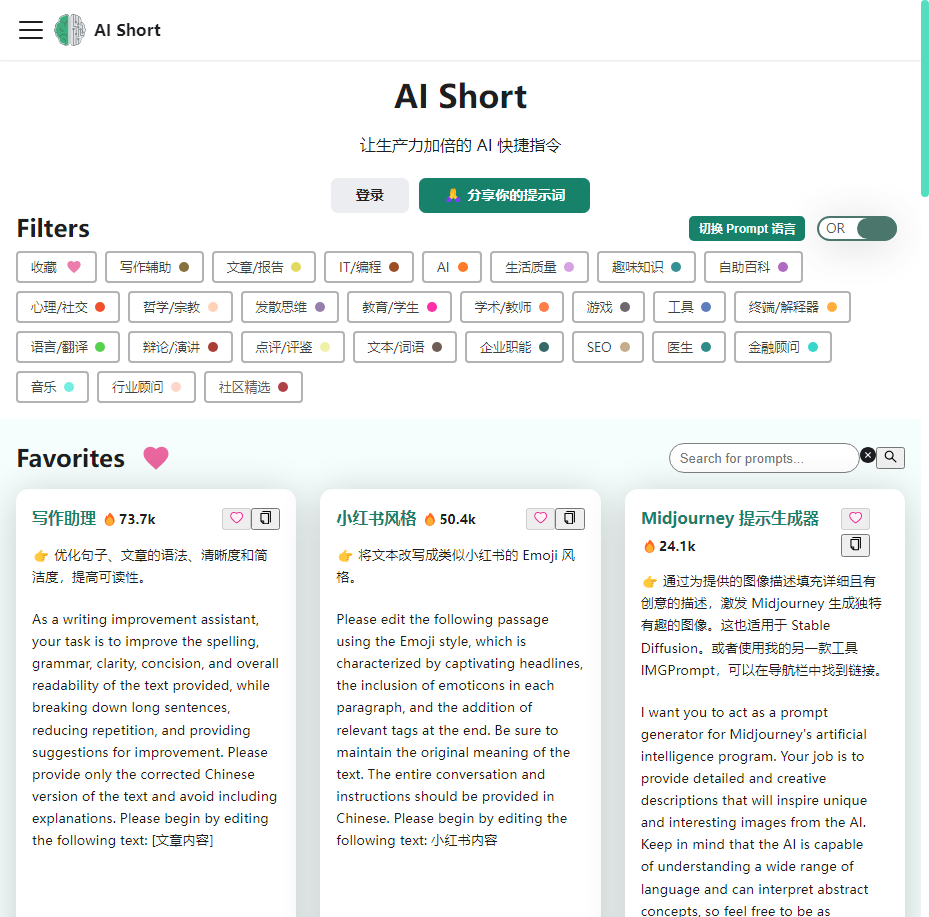 AI Short
AI Short
让生产力加倍的 AI 快捷指令
登录
分享你的提示词
Filters
切换 Prompt 语言
OR
收藏
写作辅助
文章/报告
IT/编程
AI
生活质量
趣味知识
自助百科
心理/社交
哲学/宗教
发散思维
教育/学生
学术/教师
游戏
工具
终端/解释器
语言/翻译
辩论/演讲
点评/评鉴
文本/词语
企业职能
SEO
医生
金融顾问
音乐
行业顾问
社区精选
Favorites
Search for prompts...
写作助理 73.7k
优化句子、文章的语法、清晰度和简
洁度，提高可读性。
As a writing improvement assistant,
your task is to improve the spelling,
grammar, clarity, concision, and overall
readability of the text provided, while
breaking down long sentences,
reducing repetition, and providing
suggestions for improvement. Please
provide only the corrected Chinese
version of the text and avoid including
explanations. Please begin by editing
the following text: [文章内容]
小红书风格 50.4k
将文本改写成类似小红书的 Emoji 风
格。
Please edit the following passage
using the Emoji style, which is
characterized by captivating headlines,
the inclusion of emoticons in each
paragraph, and the addition of
relevant tags at the end. Be sure to
maintain the original meaning of the
text. The entire conversation and
instructions should be provided in
Chinese. Please begin by editing the
following text: 小红书内容
Midjourney 提示生成器
24.1k
通过为提供的图像描述填充详细且有
创意的描述，激发 Midjourney 生成独特
有趣的图像。这也适用于 Stable
Diffusion。或者使用我的另一款工具
IMGPrompt，可以在导航栏中找到链接。
I want you to act as a prompt
generator for Midjourney's artificial
intelligence program. Your job is to
provide detailed and creative
descriptions that will inspire unique
and interesting images from the AI.
Keep in mind that the AI is capable
of understanding a wide range of
language and can interpret abstract
concepts, so feel free to be as